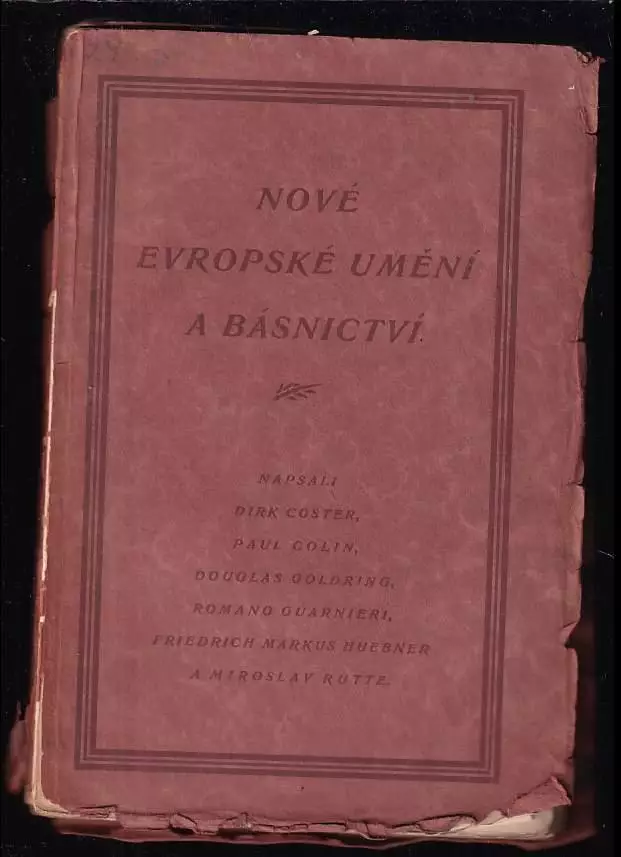 NOVÉ
EVROPSKÉ UMĚNÍ
A BÁSNICTVÍ.
NAPSALI
DIRK COSTER,
PAUL COLIN,
DOUGLAS GOLDRING,
ROMANO GUARNIERI,
FRIEDRICH MARKUS HUEBNER
A MIROSLAV RUTTE.